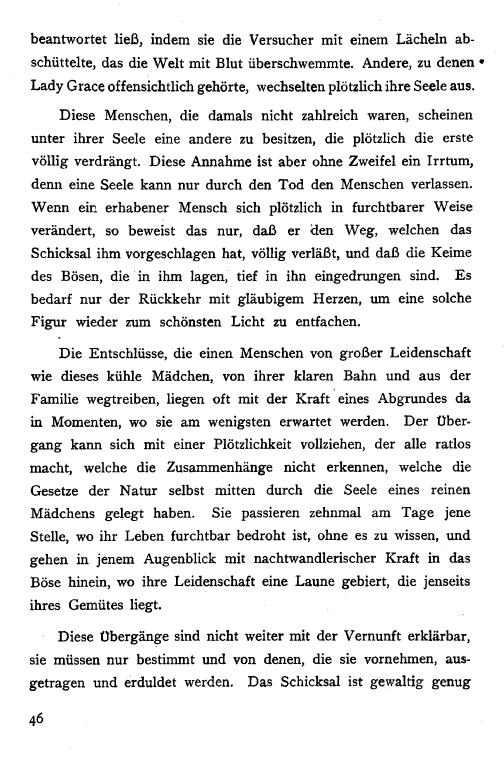 beantwortet ließ, indem sie die Versucher mit einem Lächeln ab-
schüttelte, das die Welt mit Blut überschwemmte. Andere, zu denen
Lady Grace offensichtlich gehörte, wechselten plötzlich ihre Seele aus.
Diese Menschen, die damals nicht zahlreich waren, scheinen
unter ihrer Seele eine andere zu besitzen, die plötzlich die erste
völlig verdrängt. Diese Annahme ist aber ohne Zweifel ein Irrtum,
denn eine Seele kann nur durch den Tod den Menschen verlassen.
Wenn ein erhabener Mensch sich plötzlich in furchtbarer Weise
verändert, so beweist das nur, daß er den Weg, welchen das
Schicksal ihm vorgeschlagen hat, völlig verläßt, und daß die Keime
des Bösen, die in ihm lagen, tief in ihn eingedrungen sind. Es
bedarf nur der Rückkehr mit gläubigem Herzen, um eine solche
Figur wieder zum schönsten Licht zu entfachen.
Die Entschlüsse, die einen Menschen von großer Leidenschaft
wie dieses kühle Mädchen, von ihrer klaren Bahn und aus der
Familie wegtreiben, liegen oft mit der Kraft eines Abgrundes da
in Momenten, wo sie am wenigsten erwartet werden. Der Über-
gang kann sich mit einer Plötzlichkeit vollziehen, der alle ratlos
macht, welche die Zusammenhänge nicht erkennen, welche die
Gesetze der Natur selbst mitten durch die Seele eines reinen
Mädchens gelegt haben. Sie passieren zehnmal am Tage jene
Stelle, wo ihr Leben furchtbar bedroht ist, ohne es zu wissen, und
gehen in jenem Augenblick mit nachtwandlerischer Kraft in das
Böse hinein, wo ihre Leidenschaft eine Laune gebiert, die jenseits
ihres Gemütes liegt.
Diese Übergänge sind nicht weiter mit der Vernunft erklärbar,
sie müssen nur bestimmt und von denen, die sie vornehmen, aus-
getragen und erduldet werden. Das Schicksal ist gewaltig genug
46